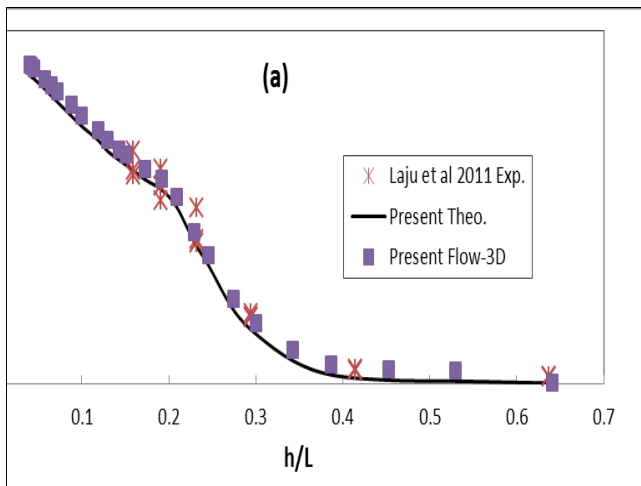 (a)
Laju et al 2011 Exp.
Present Theo.
Present Flow-3D
0.1 0.2 0.3 0.4 0.5 0.6 0.7
h/L